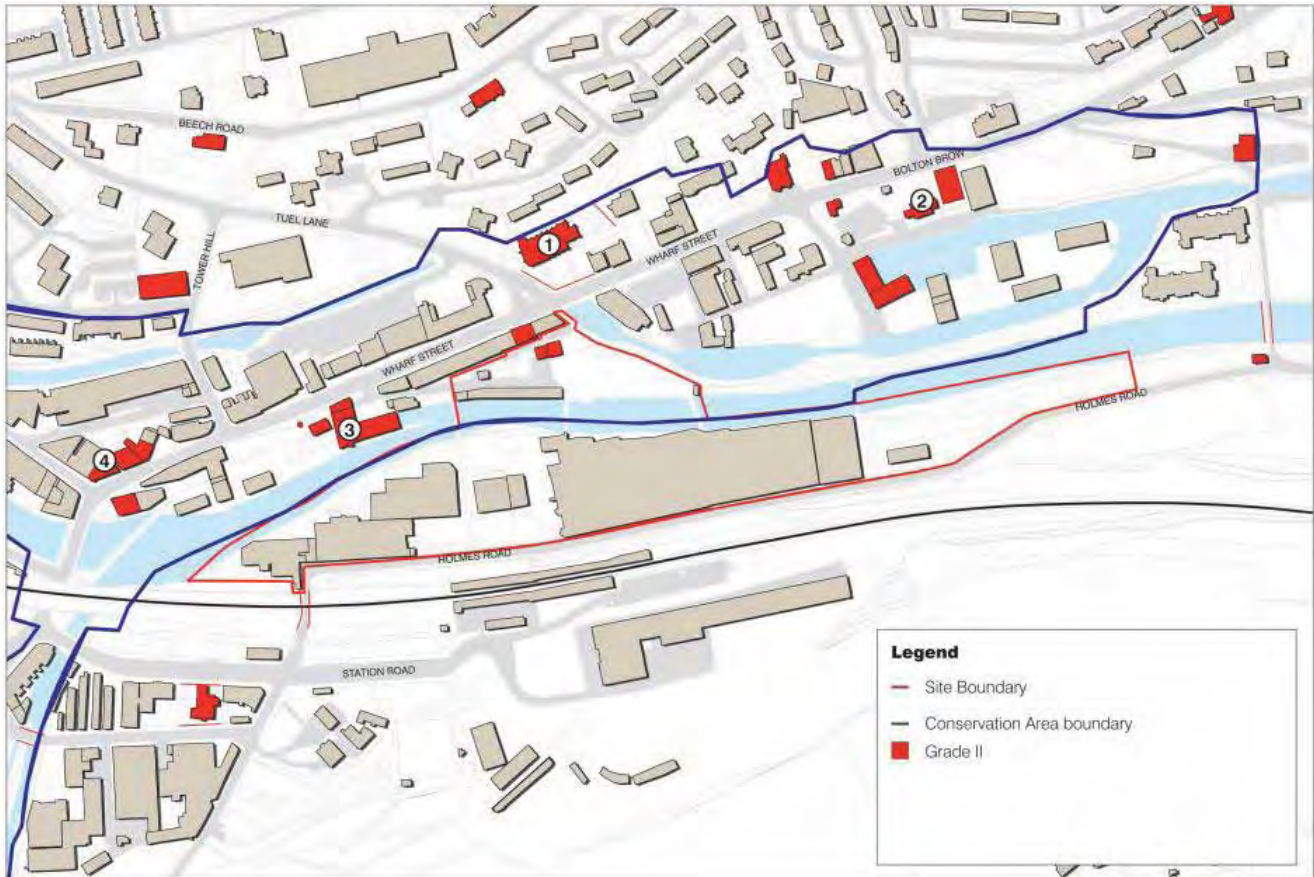 BEECH ROAD
BOLTON BROW
2
TUEL LANE
1
TOWER HILL
WHARF STREET
WHARF STREET
HOLMES ROAD
3
4
HOLMES ROAD
STATION ROAD
Legend
Site Boundary
Conservation Area boundary
Grade II